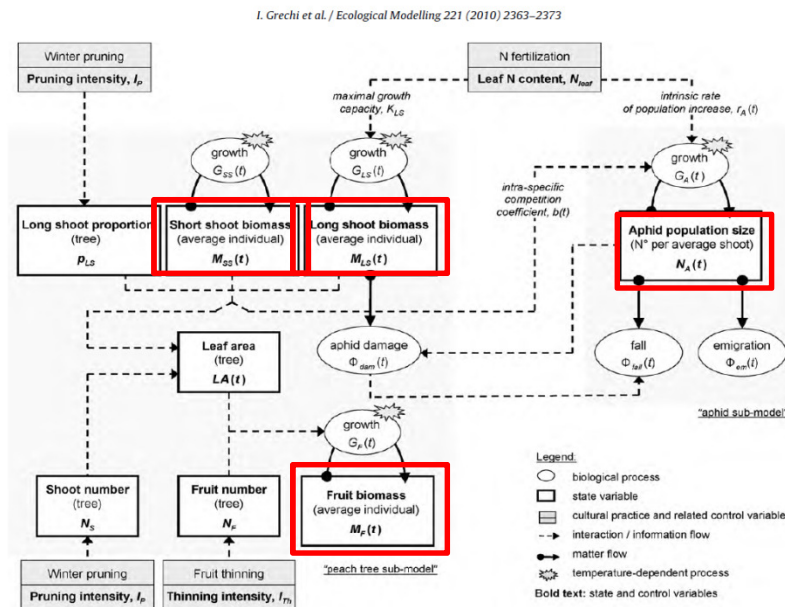 I. Grechi et al. / Ecological Modelling 221 (2010) 2363–2373
Winter pruning
Pruning intensity, I_P
N fertilization
Leaf N content, N_leaf
maximal growth
capacity, K_LS
intrinsic rate
of population increase, r_A(t)
growth
G_SS(t)
growth
G_LS(t)
growth
G_A(t)
intra-specific
competition
coefficient, b(t)
Long shoot proportion
(tree)
p_LS
Short shoot biomass
(average individual)
M_SS(t)
Long shoot biomass
(average individual)
M_LS(t)
Aphid population size
(N° per average shoot)
N_A(t)
Leaf area
(tree)
LA(t)
aphid damage
Φ_dam(t)
fall
Φ_fall(t)
emigration
Φ_em(t)
"aphid sub-model"
growth
G_F(t)
Shoot number
(tree)
N_S
Fruit number
(tree)
N_F
Fruit biomass
(average individual)
M_F(t)
Winter pruning
Pruning intensity, I_P
Fruit thinning
Thinning intensity, I_Th
"peach tree sub-model"
Legend:
biological process
state variable
cultural practice and related control variable
interaction / information flow
matter flow
temperature-dependent process
Bold text: state and control variables